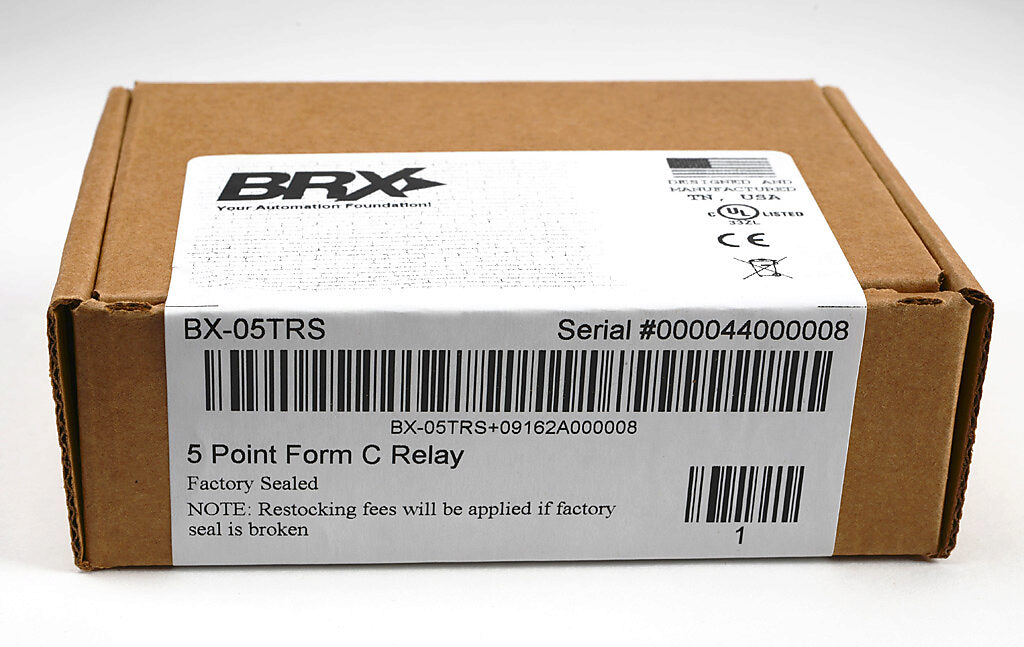 BRX
Your Automation Foundation!
DESIGNED AND
MANUFACTURED
TN, USA
C UL LISTED
33ZL
CE
BX-05TRS
Serial #000044000008
BX-05TRS+09162A000008
5 Point Form C Relay
Factory Sealed
NOTE: Restocking fees will be applied if factory
seal is broken
1